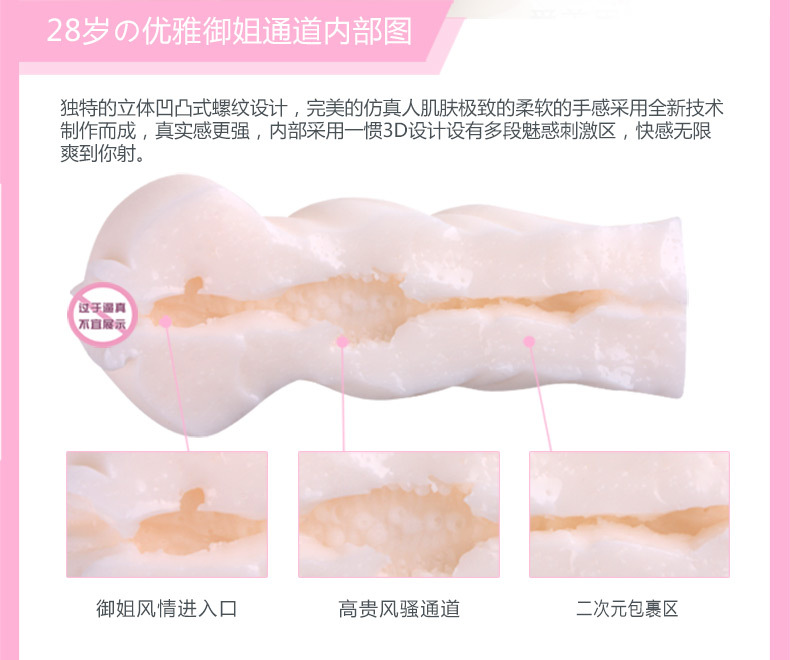 28岁の优雅御姐通道内部图
独特的立体凹凸式螺纹设计，完美的仿真人肌肤极致的柔软的手感采用全新技术
制作而成，真实感更强，内部采用一惯3D设计设有多段魅惑刺激区，快感无限
爽到你射。
过于逼真
不宜展示
御姐风情进入口
高贵风骚通道
二次元包裹区